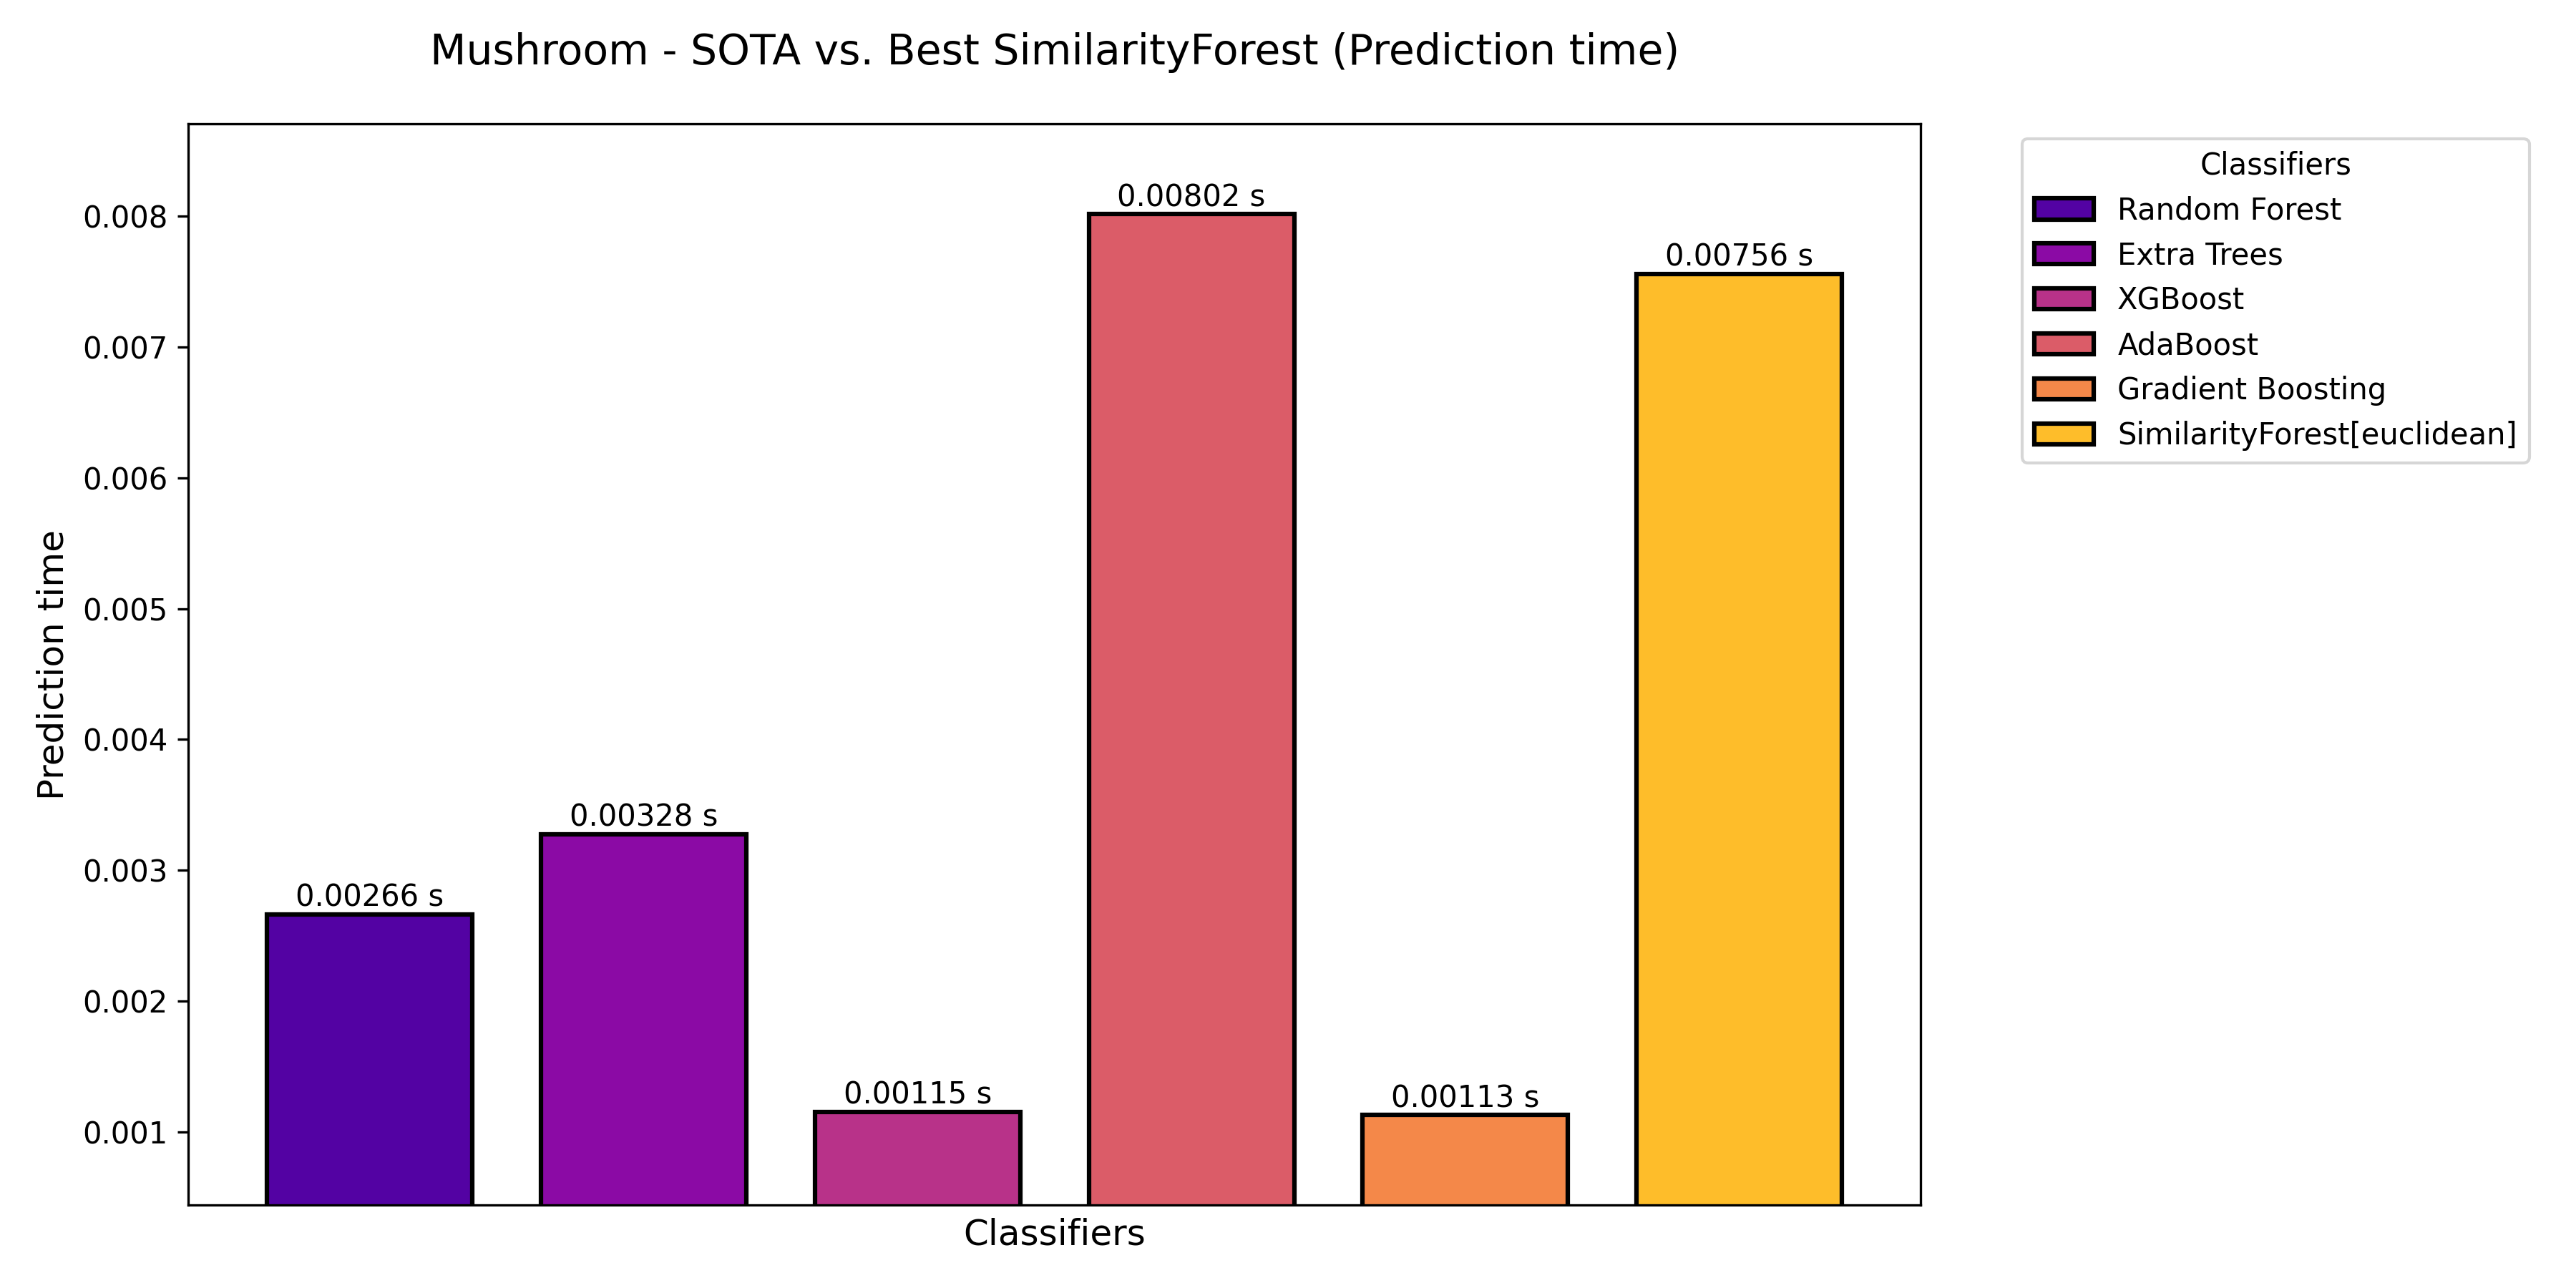 Mushroom - SOTA vs. Best SimilarityForest (Prediction time)
Prediction time
0.008
0.007
0.006
0.005
0.004
0.003
0.002
0.001
0.00266 s
0.00328 s
0.00115 s
0.00802 s
0.00113 s
0.00756 s
Classifiers
Classifiers
Random Forest
Extra Trees
XGBoost
AdaBoost
Gradient Boosting
SimilarityForest[euclidean]